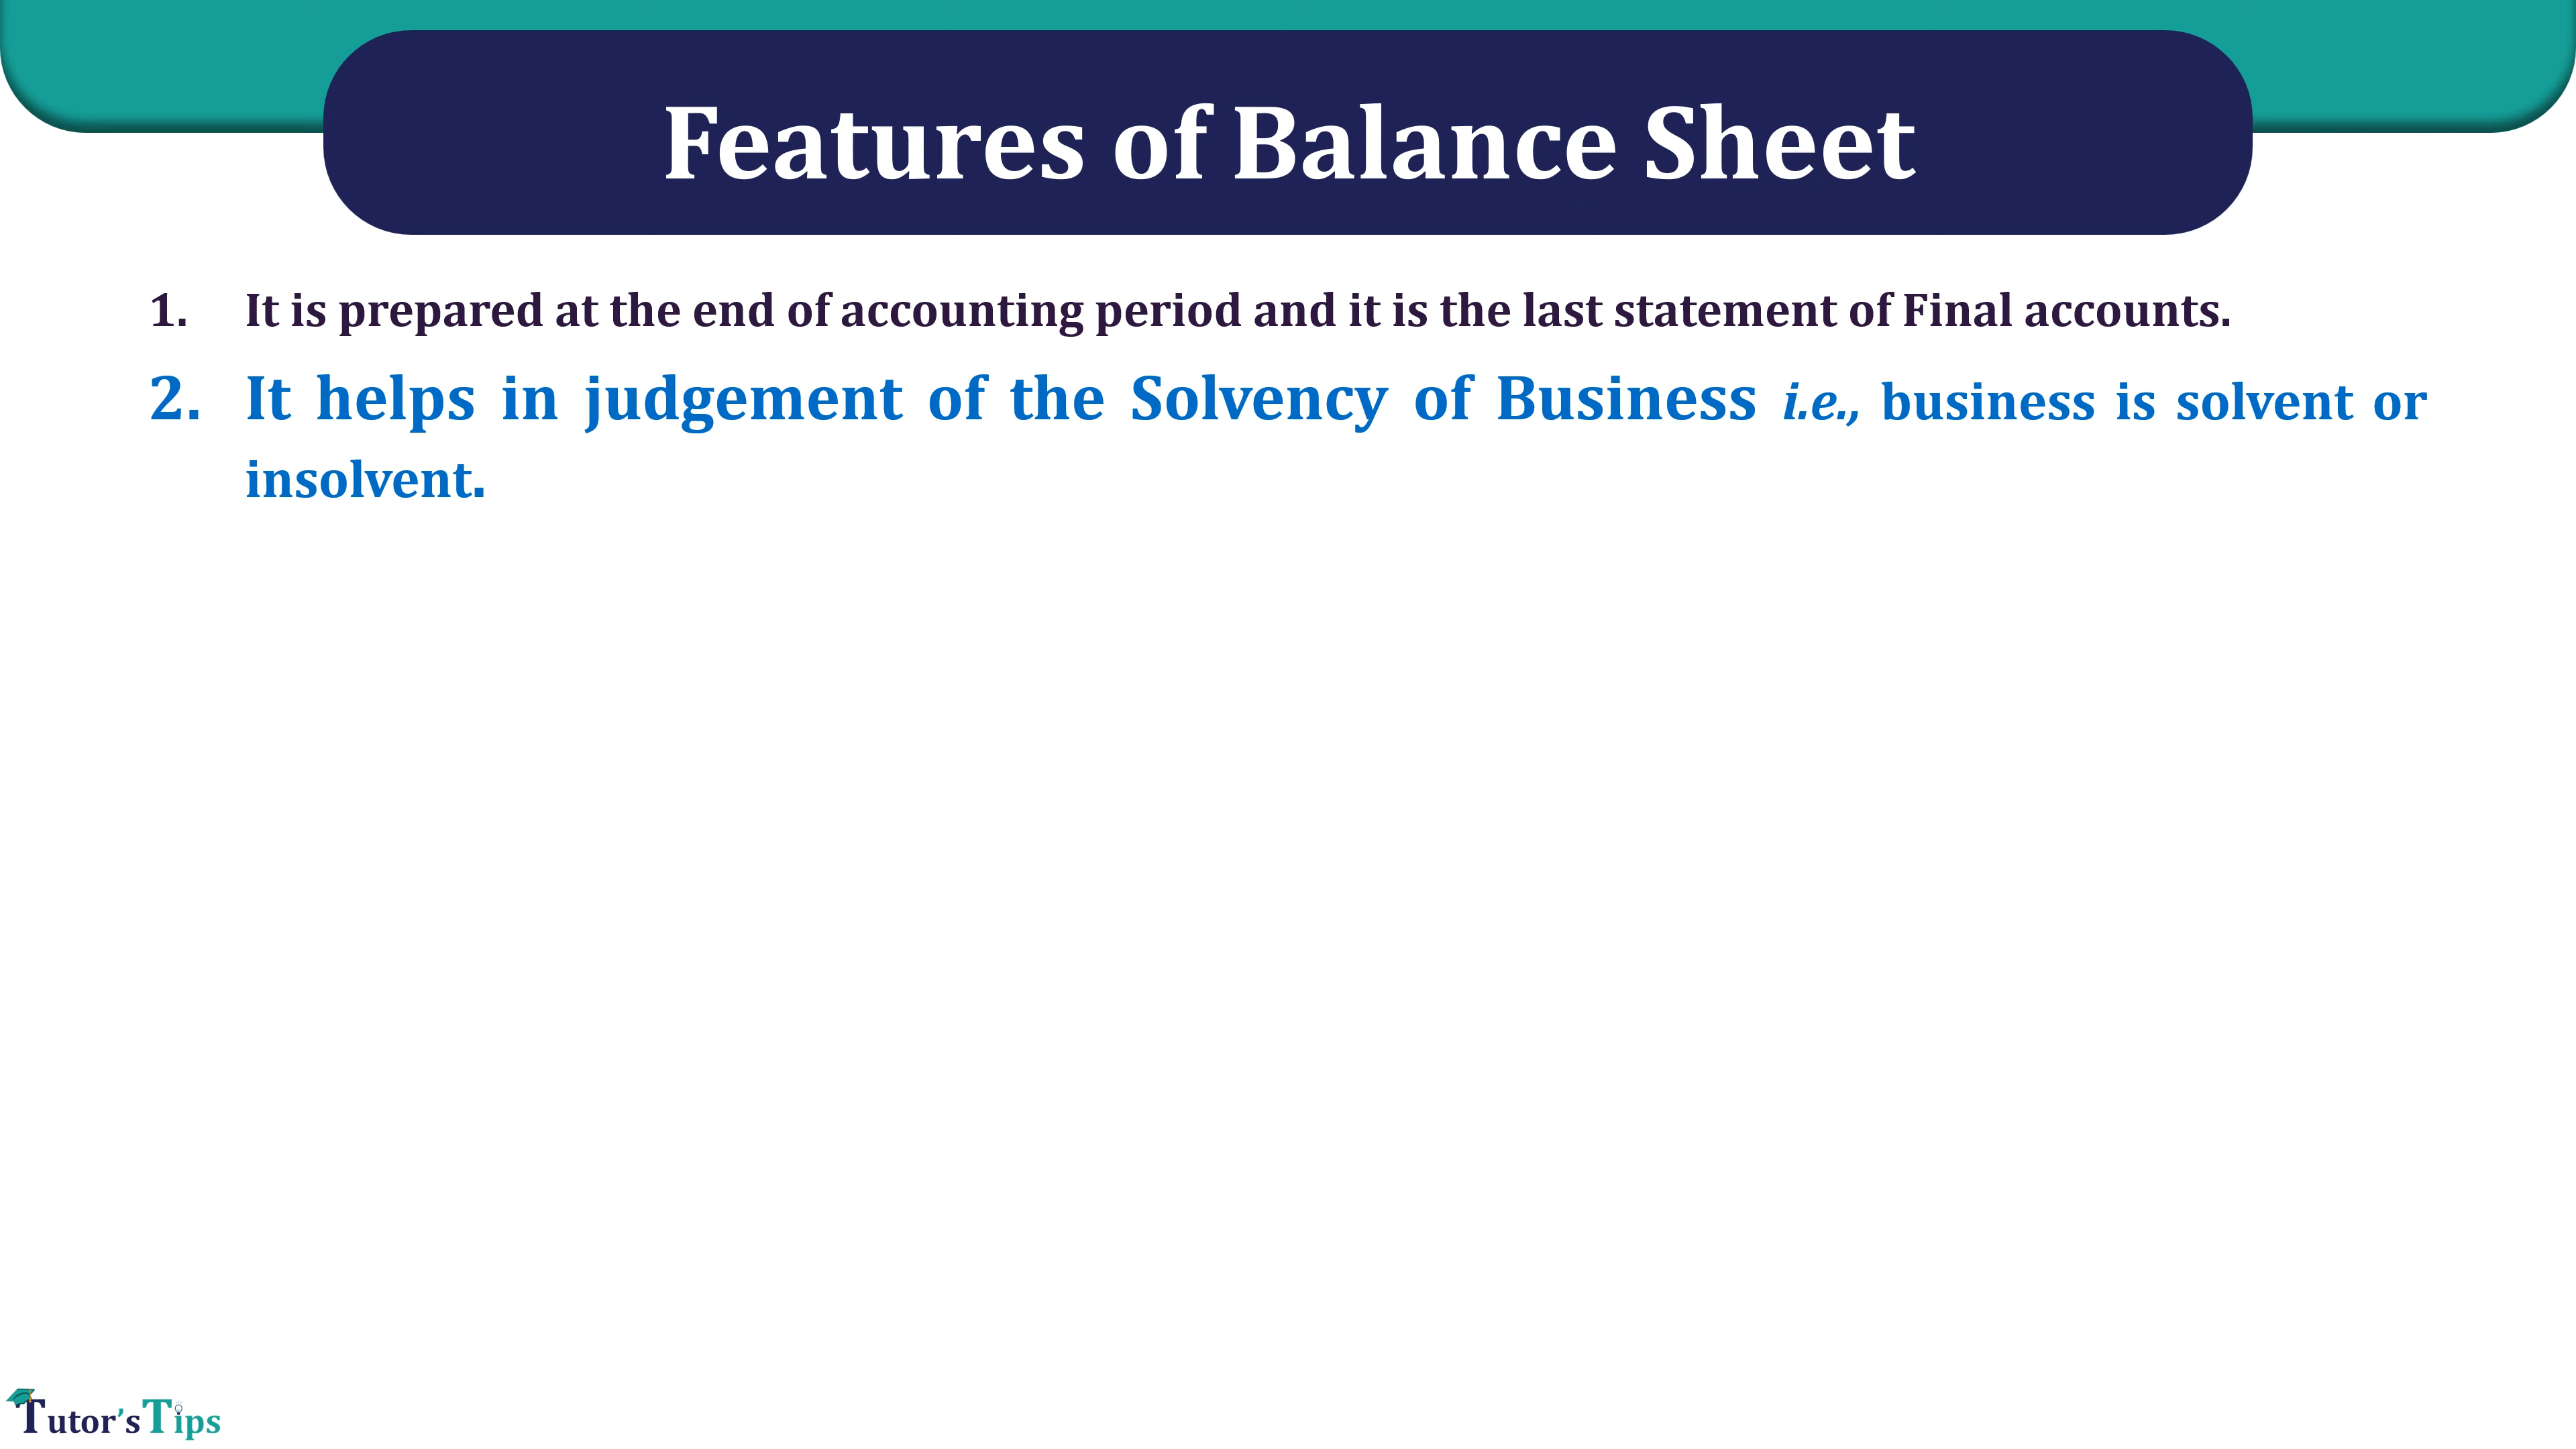 Features of Balance Sheet
1. It is prepared at the end of accounting period and it is the last statement of Final accounts.
2. It helps in judgement of the Solvency of Business i.e., business is solvent or
insolvent.
Tutor’sTips